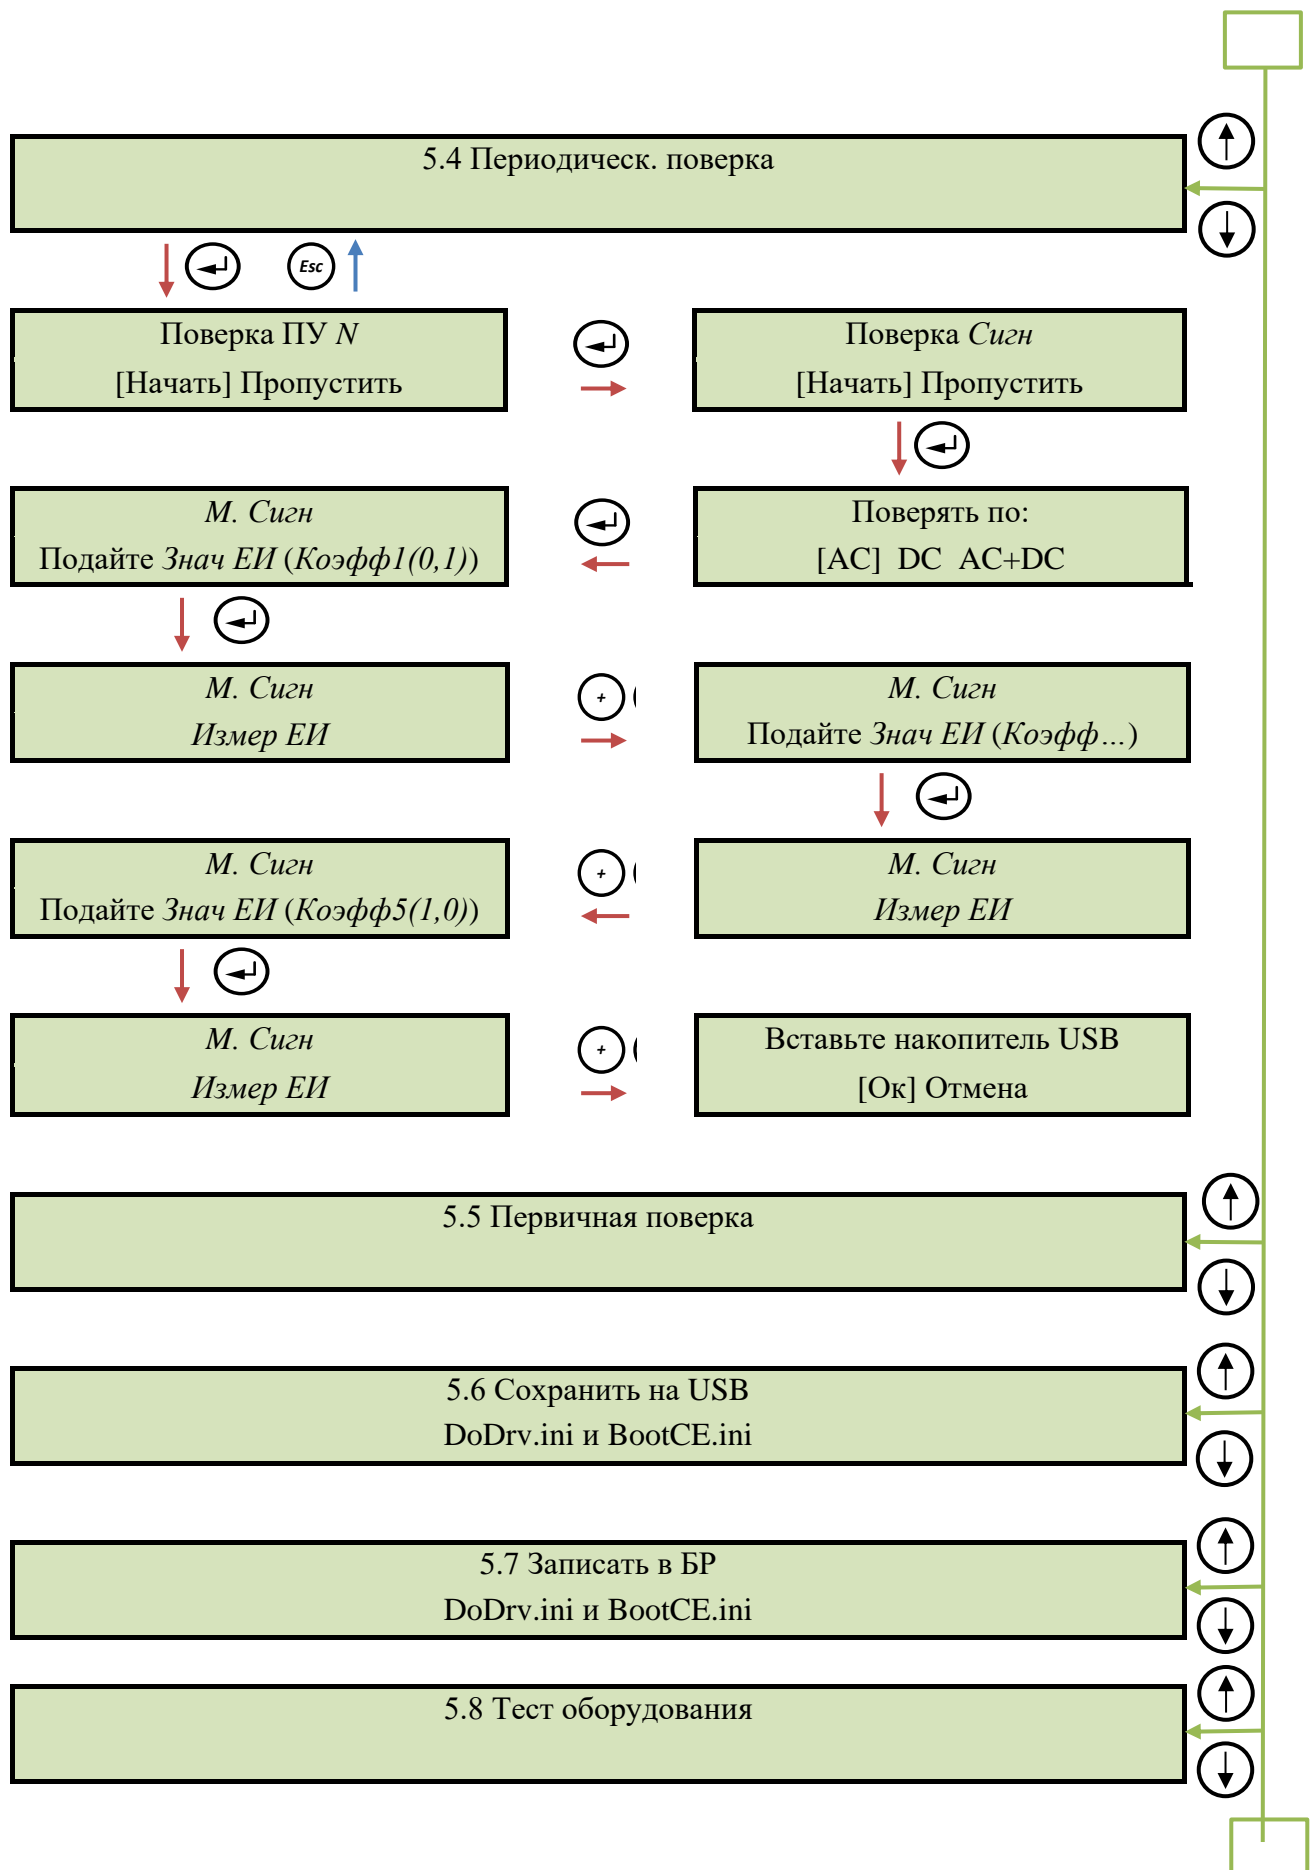 5.4 Периодическ. поверка
Esc
Поверка ПУ N
[Начать] Пропустить
Поверка Сигн
[Начать] Пропустить
М. Сигн
Подайте Знач ЕИ (Коэфф1(0,1))
Поверять по:
[AC] DC AC+DC
М. Сигн
Измер ЕИ
+
М. Сигн
Подайте Знач ЕИ (Коэфф...)
М. Сигн
Подайте Знач ЕИ (Коэфф5(1,0))
+
М. Сигн
Измер ЕИ
М. Сигн
Измер ЕИ
+
Вставьте накопитель USB
[Ок] Отмена
5.5 Первичная поверка
5.6 Сохранить на USB
DoDrv.ini и BootCE.ini
5.7 Записать в БР
DoDrv.ini и BootCE.ini
5.8 Тест оборудования